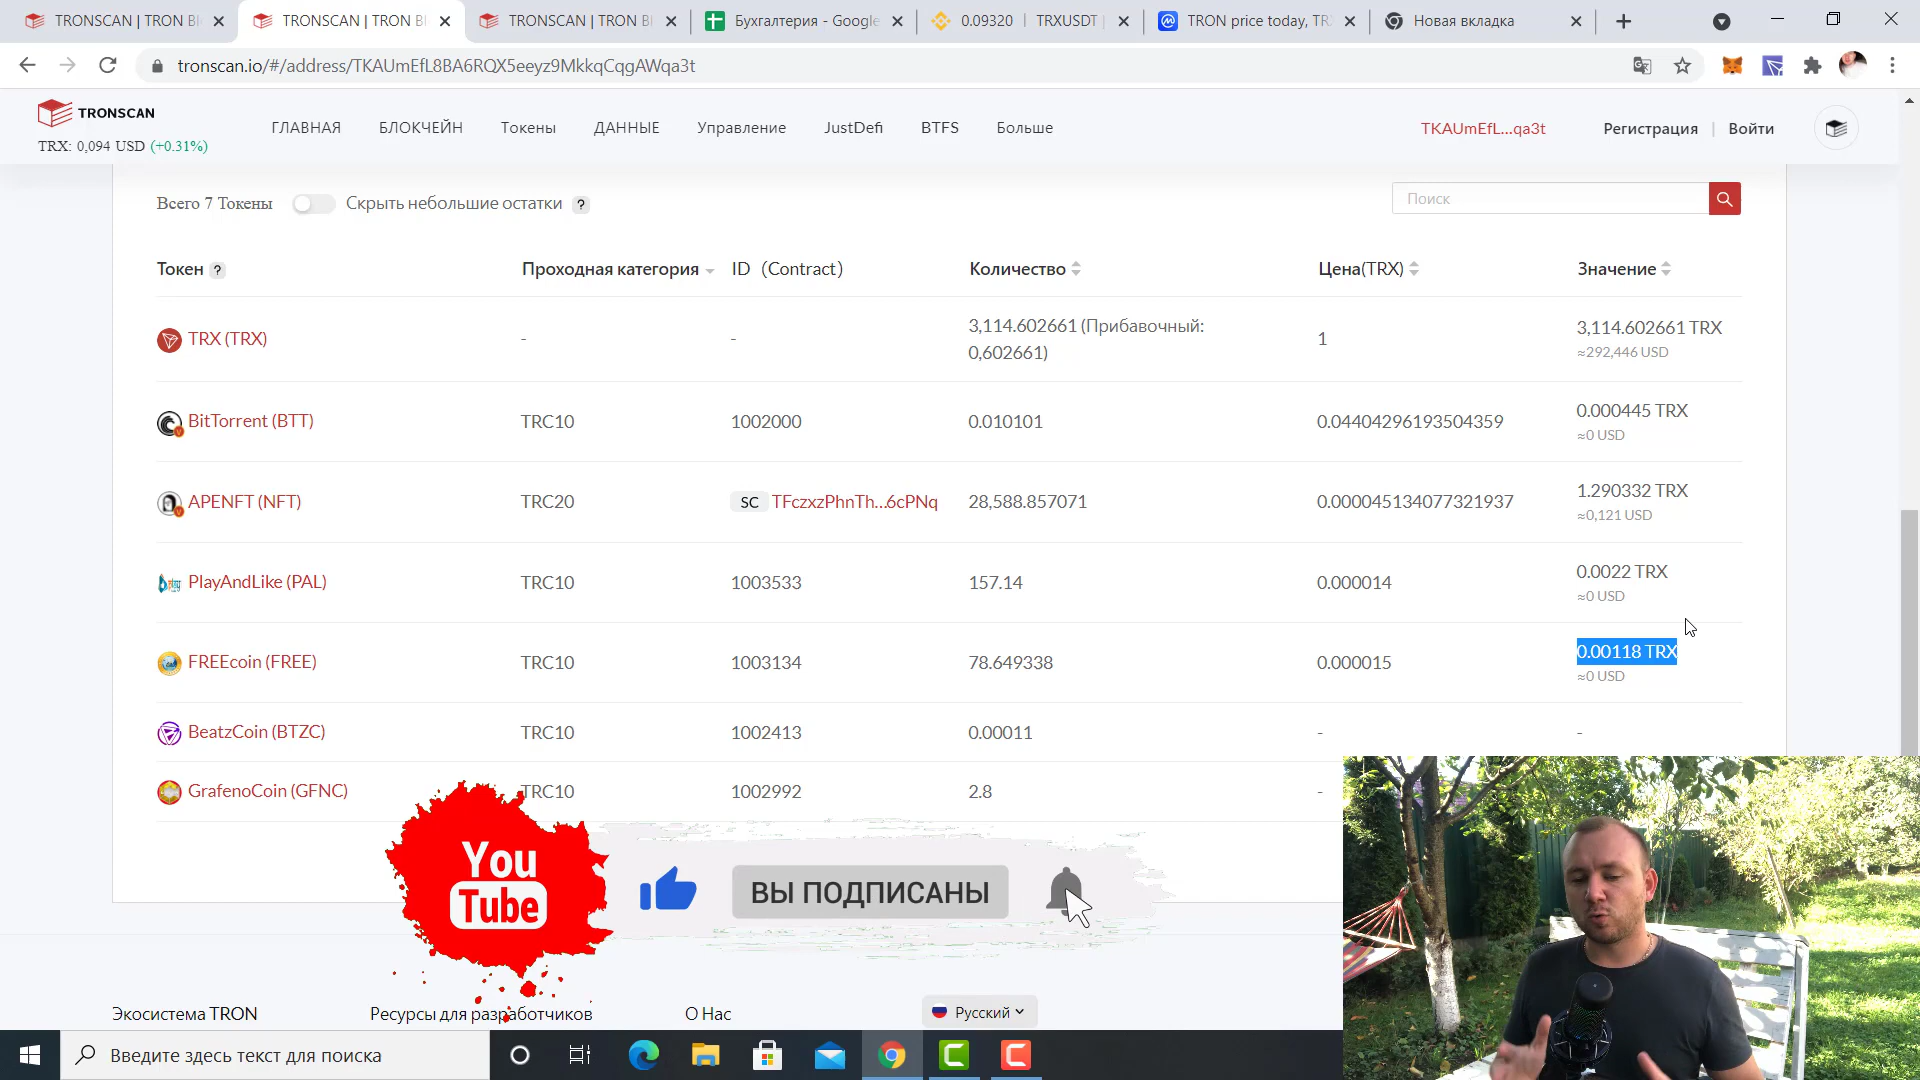 TRONSCAN | TRON Bl
TRONSCAN | TRON Bl
TRONSCAN | TRON Bl
Бухгалтерия - Google
0.09320 | TRXUSDT |
TRON price today, TR
Новая вкладка
tronscan.io/#/address/TKAUmEfL8BA6RQX5eeyz9MkkqCqgAWqa3t
TRONSCAN
TRX: 0,094 USD (+0.31%)
ГЛАВНАЯ
БЛОКЧЕЙН
Токены
ДАННЫЕ
Управление
JustDefi
BTFS
Больше
TKAUmEfL...qa3t
Регистрация | Войти
Всего 7 Токены
Скрыть небольшие остатки ?
Поиск
Токен ?
Проходная категория
ID（Contract）
Количество
Цена(TRX)
Значение
TRX (TRX)
-
-
3,114.602661 (Прибавочный:
0,602661)
1
3,114.602661 TRX
≈292,446 USD
BitTorrent (BTT)
TRC10
1002000
0.010101
0.04404296193504359
0.000445 TRX
≈0 USD
APENFT (NFT)
TRC20
SC TFczxzPhnTh...6cPNq
28,588.857071
0.000045134077321937
1.290332 TRX
≈0,121 USD
PlayAndLike (PAL)
TRC10
1003533
157.14
0.000014
0.0022 TRX
≈0 USD
FREEcoin (FREE)
TRC10
1003134
78.649338
0.000015
0.00118 TRX
≈0 USD
BeatzCoin (BTZC)
TRC10
1002413
0.00011
-
-
GrafenoCoin (GFNC)
TRC10
1002992
2.8
-
You
Tube
ВЫ ПОДПИСАНЫ
Экосистема TRON
Ресурсы для разработчиков
О Нас
Русский
Введите здесь текст для поиска